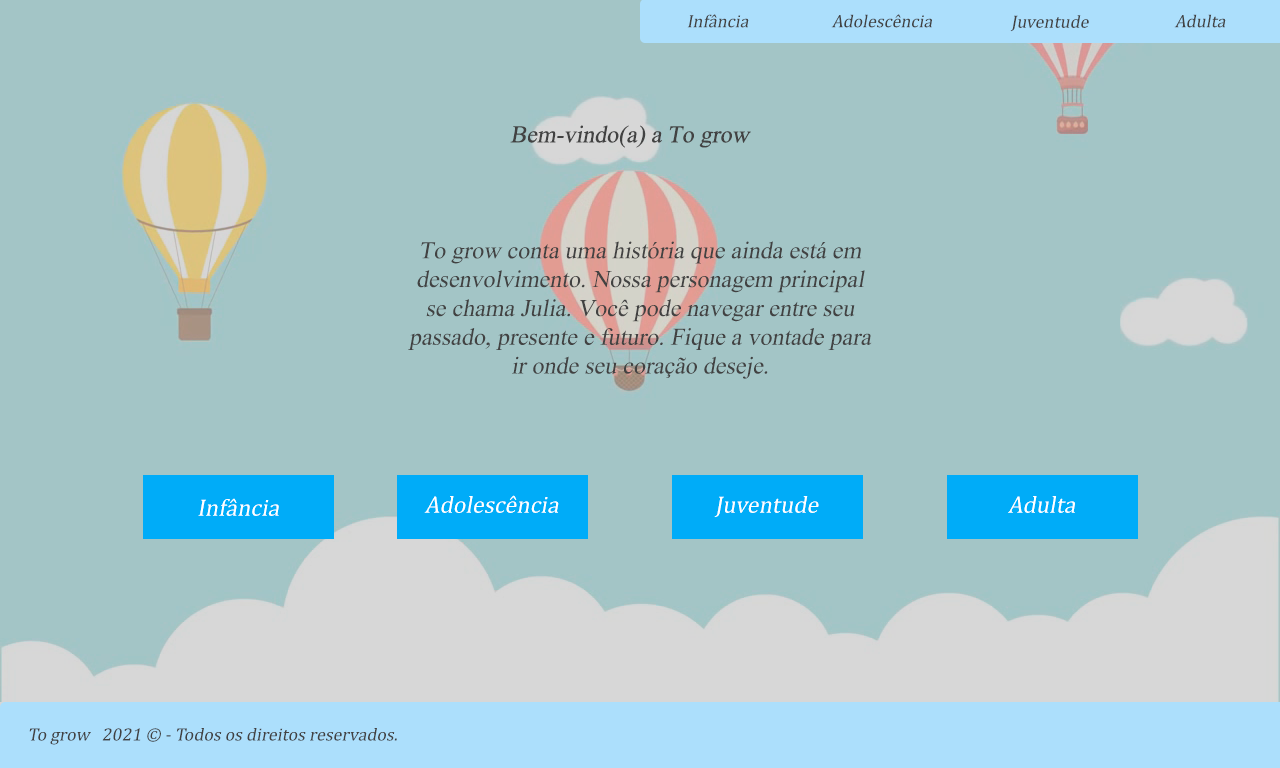 Infância Adolescência Juventude Adulta
Bem-vindo(a) a To grow
To grow conta uma história que ainda está em
desenvolvimento. Nossa personagem principal
se chama Julia. Você pode navegar entre seu
passado, presente e futuro. Fique a vontade para
ir onde seu coração deseje.
Infância Adolescência Juventude Adulta
To grow 2021 © - Todos os direitos reservados.